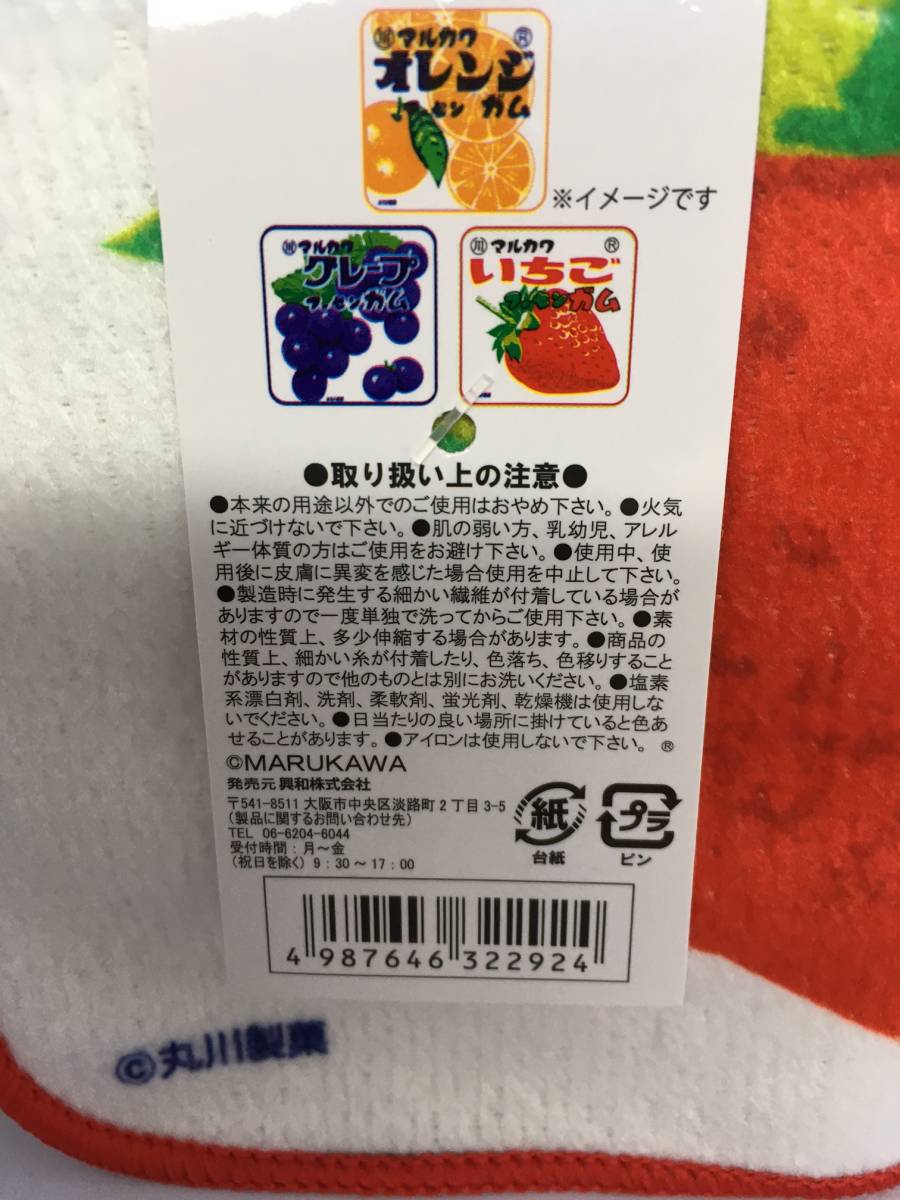 マルカワ ®
オレンジ
フーセン ガム
※イメージです
マルカワ
グレープ
フーセンガム
マルカワ ®
いちご
フーセンガム
●取り扱い上の注意●
●本来の用途以外でのご使用はおやめ下さい。●火気
に近づけないで下さい。●肌の弱い方、乳幼児、アレル
ギー体質の方はご使用をお避け下さい。●使用中、使
用後に皮膚に異変を感じた場合使用を中止して下さい。
●製造時に発生する細かい繊維が付着している場合が
ありますので一度単独で洗ってからご使用下さい。●素
材の性質上、多少伸縮する場合があります。●商品の
性質上、細かい糸が付着したり、色落ち、色移りすること
がありますので他のものとは別にお洗いください。●塩素
系漂白剤、洗剤、柔軟剤、蛍光剤、乾燥機は使用しな
いでください。●日当たりの良い場所に掛けていると色あ
せることがあります。●アイロンは使用しないで下さい。 ®
©MARUKAWA
発売元 興和株式会社
〒541-8511 大阪市中央区淡路町2丁目3-5
(製品に関するお問い合わせ先)
TEL 06-6204-6044
受付時間：月～金
(祝日を除く) 9：30～17：00
紙
台紙
プラ
ピン
4 987646 322924
©丸川製菓